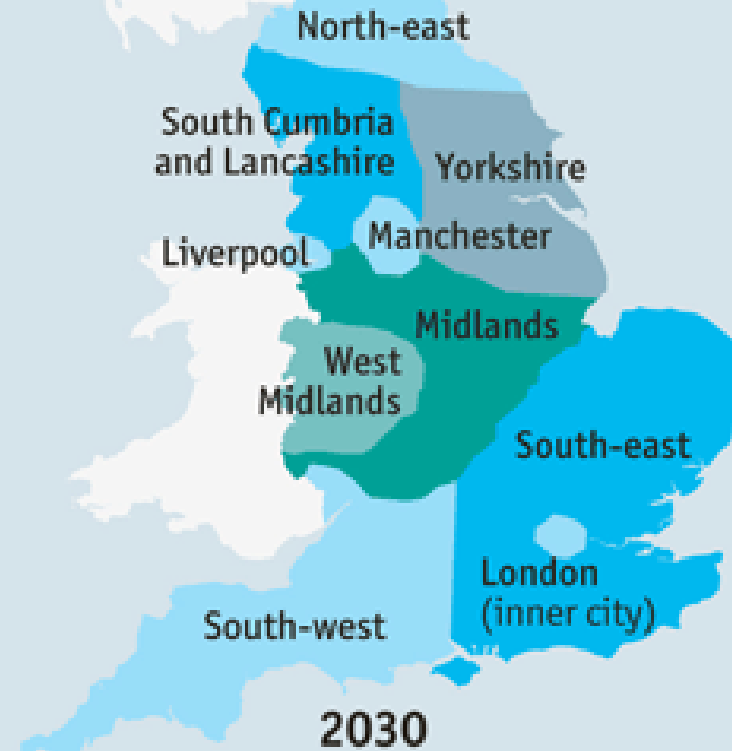 North-east
South Cumbria
and Lancashire
Yorkshire
Manchester
Liverpool
Midlands
West
Midlands
South-east
London
(inner city)
South-west
2030